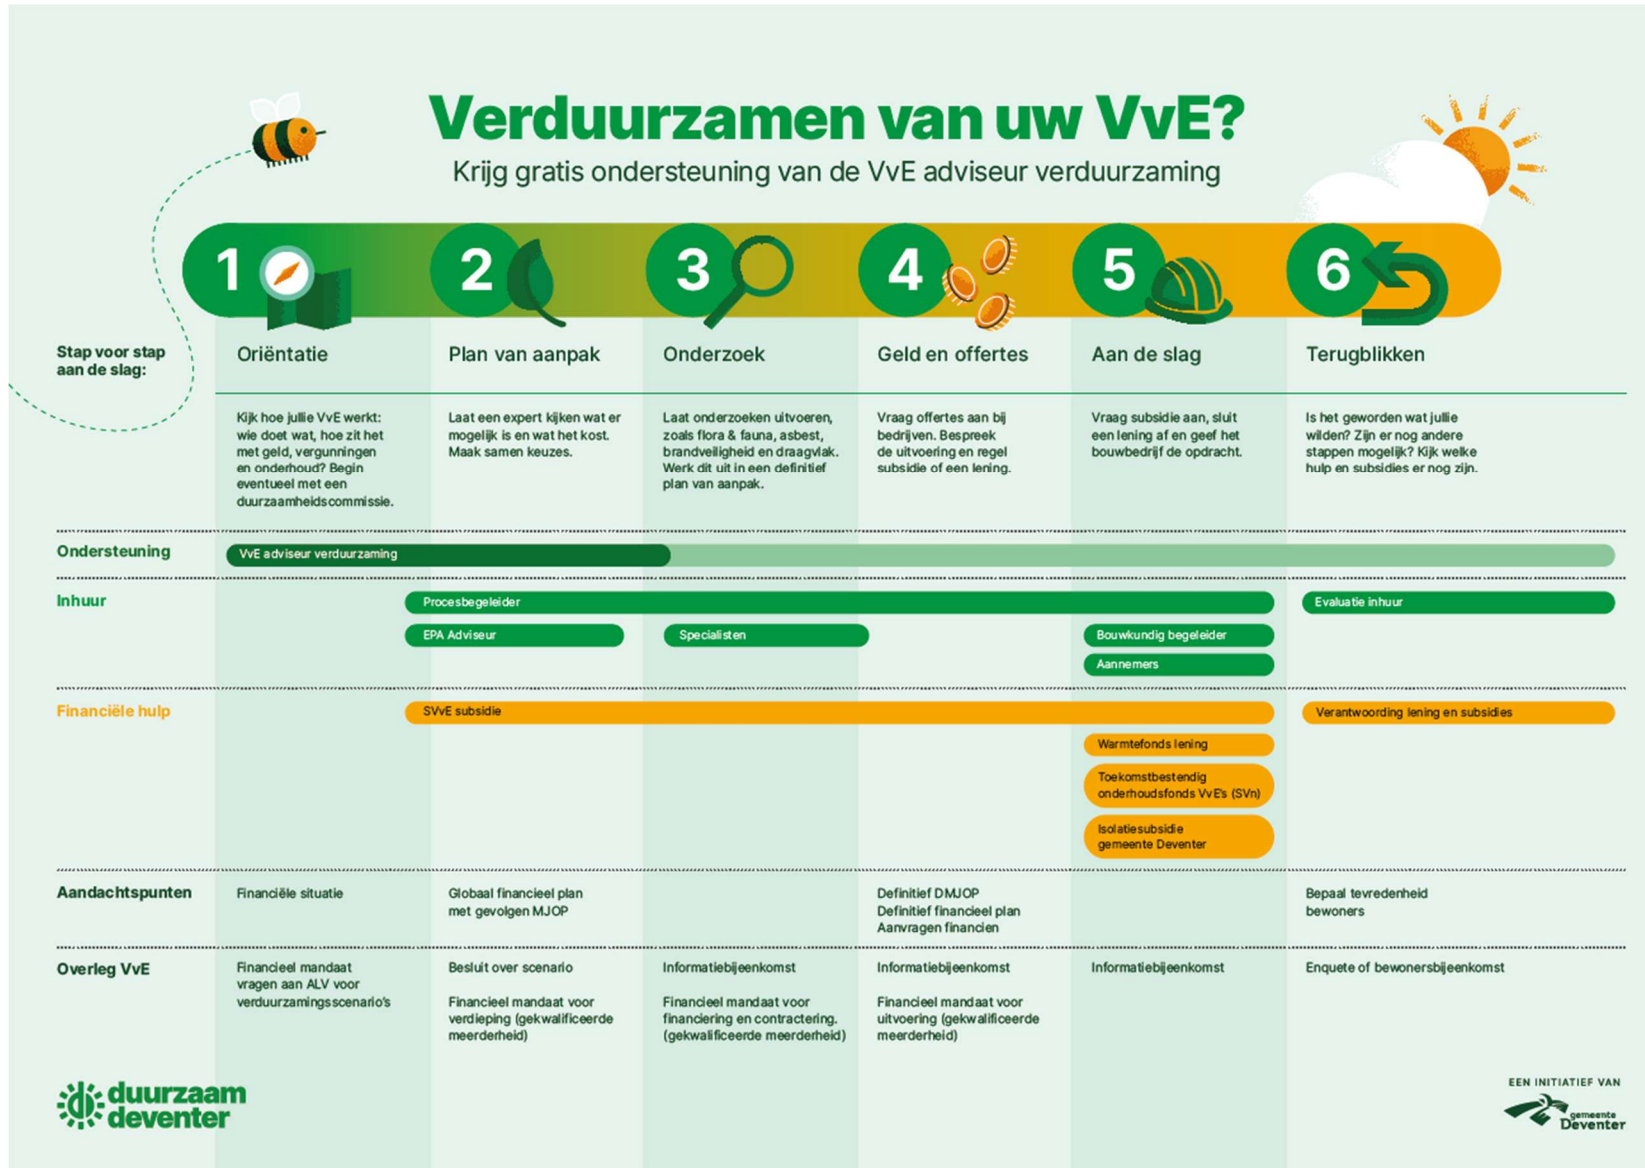 Verduurzamen van uw VvE?
Krijg gratis ondersteuning van de VvE adviseur verduurzaming
1
2
3
4
5
6
Stap voor stap
aan de slag:
Oriëntatie
Plan van aanpak
Onderzoek
Geld en offertes
Aan de slag
Terugblikken
Kijk hoe jullie VvE werkt:
wie doet wat, hoe zit het
met geld, vergunningen
en onderhoud? Begin
eventueel met een
duurzaamheidscommissie.
Laat een expert kijken wat er
mogelijk is en wat het kost.
Maak samen keuzes.
Laat onderzoeken uitvoeren,
zoals flora & fauna, asbest,
brandveiligheid en draagvlak.
Werk dit uit in een definitief
plan van aanpak.
Vraag offertes aan bij
bedrijven. Bespreek
de uitvoering en regel
subsidie of een lening.
Vraag subsidie aan, sluit
een lening af en geef het
bouwbedrijf de opdracht.
Is het geworden wat jullie
wilden? Zijn er nog andere
stappen mogelijk? Kijk welke
hulp en subsidies er nog zijn.
Ondersteuning
VvE adviseur verduurzaming
Inhuur
Procesbegeleider
Evaluatie inhuur
EPA Adviseur
Specialisten
Bouwkundig begeleider
Aannemers
Financiële hulp
SVvE subsidie
Verantwoording lening en subsidies
Warmtefonds lening
Toekomstbestendig
onderhoudsfonds VvE's (SVn)
Isolatiesubsidie
gemeente Deventer
Aandachtspunten
Financiële situatie
Globaal financieel plan
met gevolgen MJOP
Definitief DMJOP
Definitief financieel plan
Aanvragen financien
Bepaal tevredenheid
bewoners
Overleg VvE
Financieel mandaat
vragen aan ALV voor
verduurzamingsscenario's
Besluit over scenario
Financieel mandaat voor
verdieping (gekwalificeerde
meerderheid)
Informatiebijeenkomst
Financieel mandaat voor
financiering en contractering.
(gekwalificeerde meerderheid)
Informatiebijeenkomst
Financieel mandaat voor
uitvoering (gekwalificeerde
meerderheid)
Informatiebijeenkomst
Enquete of bewonersbijeenkomst
duurzaam
deventer
EEN INITIATIEF VAN
gemeente
Deventer